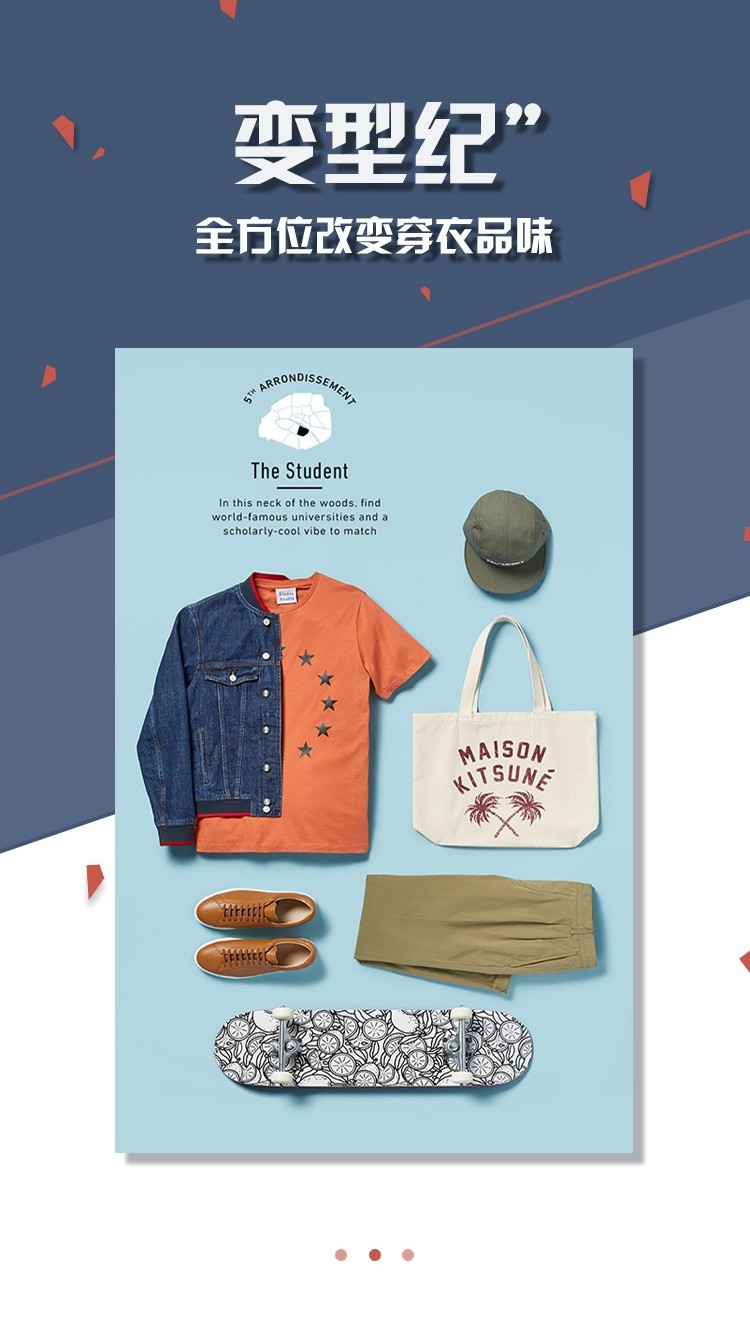 变型纪”
全方位改变穿衣品味
5TH ARRONDISSEMENT
The Student
In this neck of the woods, find
world-famous universities and a
scholarly-cool vibe to match
MAISON
KITSUNÉ